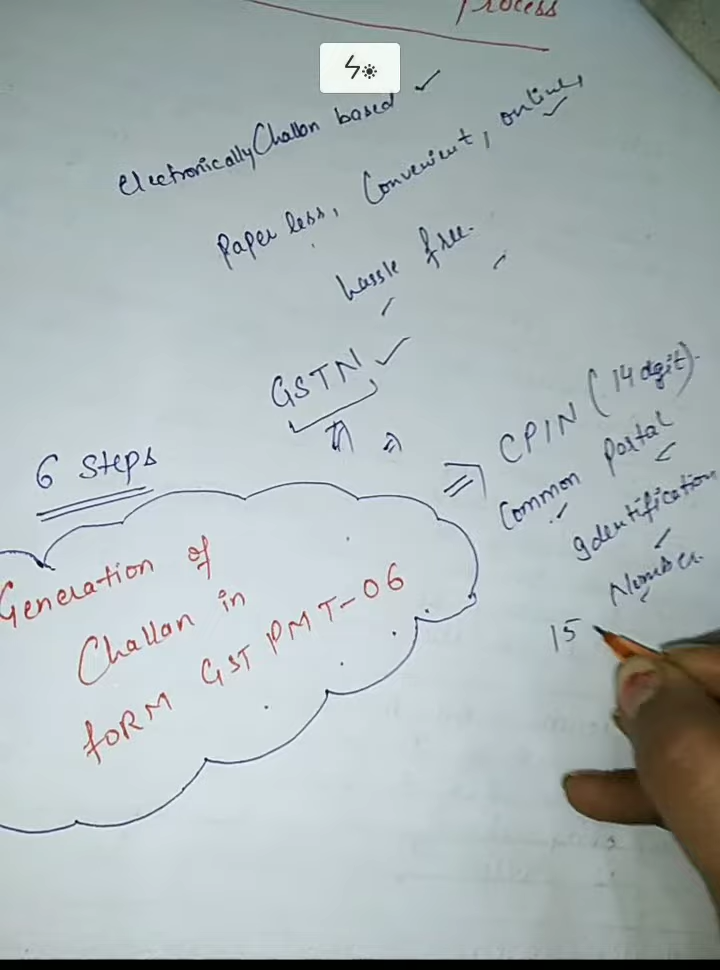 Process
Electronically Challan based
Paper less, Convenient, online,
hassle free.
GSTN
6 Steps
CPIN (14 dgit).
Common Portal
Identification
Number.
15
Generation of
Challan in
foRM GST PMT-06